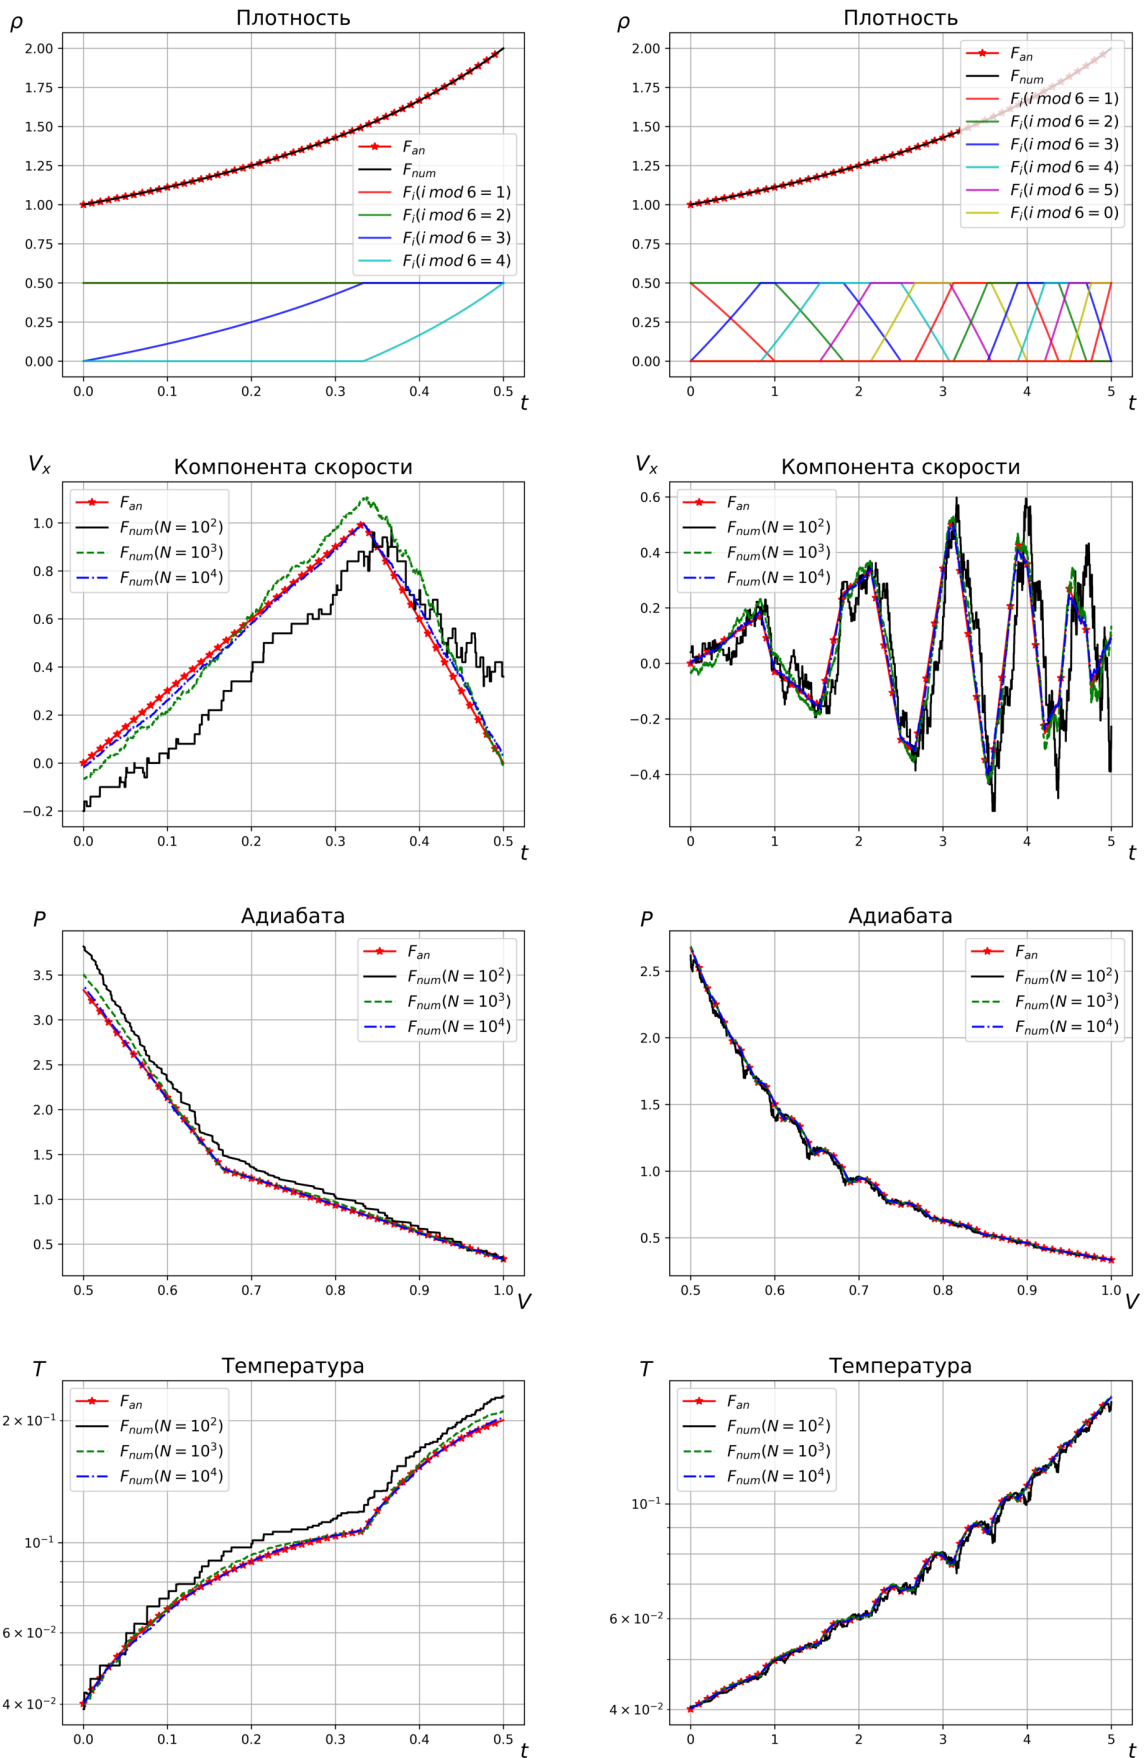 Плотность
ρ
2.00
1.75
1.50
1.25
1.00
0.75
0.50
0.25
0.00
F_an
F_num
F_i(i mod 6 = 1)
F_i(i mod 6 = 2)
F_i(i mod 6 = 3)
F_i(i mod 6 = 4)
0.0 0.1 0.2 0.3 0.4 0.5
t
Плотность
ρ
2.00
1.75
1.50
1.25
1.00
0.75
0.50
0.25
0.00
F_an
F_num
F_i(i mod 6 = 1)
F_i(i mod 6 = 2)
F_i(i mod 6 = 3)
F_i(i mod 6 = 4)
F_i(i mod 6 = 5)
F_i(i mod 6 = 0)
0 1 2 3 4 5
t
Компонента скорости
V_x
1.0
0.8
0.6
0.4
0.2
0.0
−0.2
F_an
F_num(N = 10²)
F_num(N = 10³)
F_num(N = 10⁴)
0.0 0.1 0.2 0.3 0.4 0.5
t
Компонента скорости
V_x
0.6
0.4
0.2
0.0
−0.2
−0.4
F_an
F_num(N = 10²)
F_num(N = 10³)
F_num(N = 10⁴)
0 1 2 3 4 5
t
Адиабата
P
3.5
3.0
2.5
2.0
1.5
1.0
0.5
F_an
F_num(N = 10²)
F_num(N = 10³)
F_num(N = 10⁴)
0.5 0.6 0.7 0.8 0.9 1.0
V
Адиабата
P
2.5
2.0
1.5
1.0
0.5
F_an
F_num(N = 10²)
F_num(N = 10³)
F_num(N = 10⁴)
0.5 0.6 0.7 0.8 0.9 1.0
V
Температура
T
2 × 10⁻¹
10⁻¹
6 × 10⁻²
4 × 10⁻²
F_an
F_num(N = 10²)
F_num(N = 10³)
F_num(N = 10⁴)
0.0 0.1 0.2 0.3 0.4 0.5
t
Температура
T
10⁻¹
6 × 10⁻²
4 × 10⁻²
F_an
F_num(N = 10²)
F_num(N = 10³)
F_num(N = 10⁴)
0 1 2 3 4 5
t